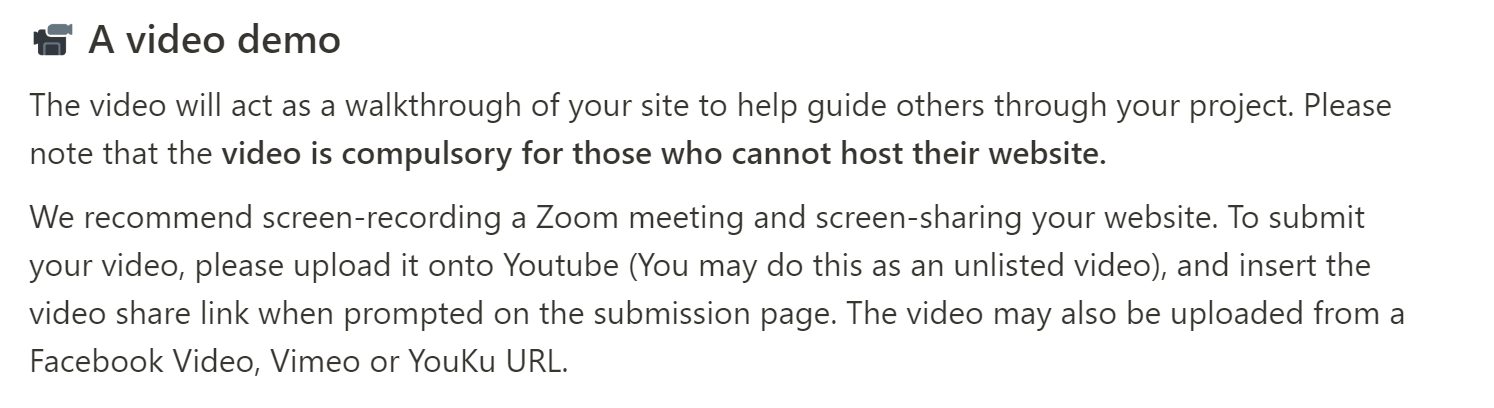 A video demo
The video will act as a walkthrough of your site to help guide others through your project. Please
note that the video is compulsory for those who cannot host their website.
We recommend screen-recording a Zoom meeting and screen-sharing your website. To submit
your video, please upload it onto Youtube (You may do this as an unlisted video), and insert the
video share link when prompted on the submission page. The video may also be uploaded from a
Facebook Video, Vimeo or YouKu URL.